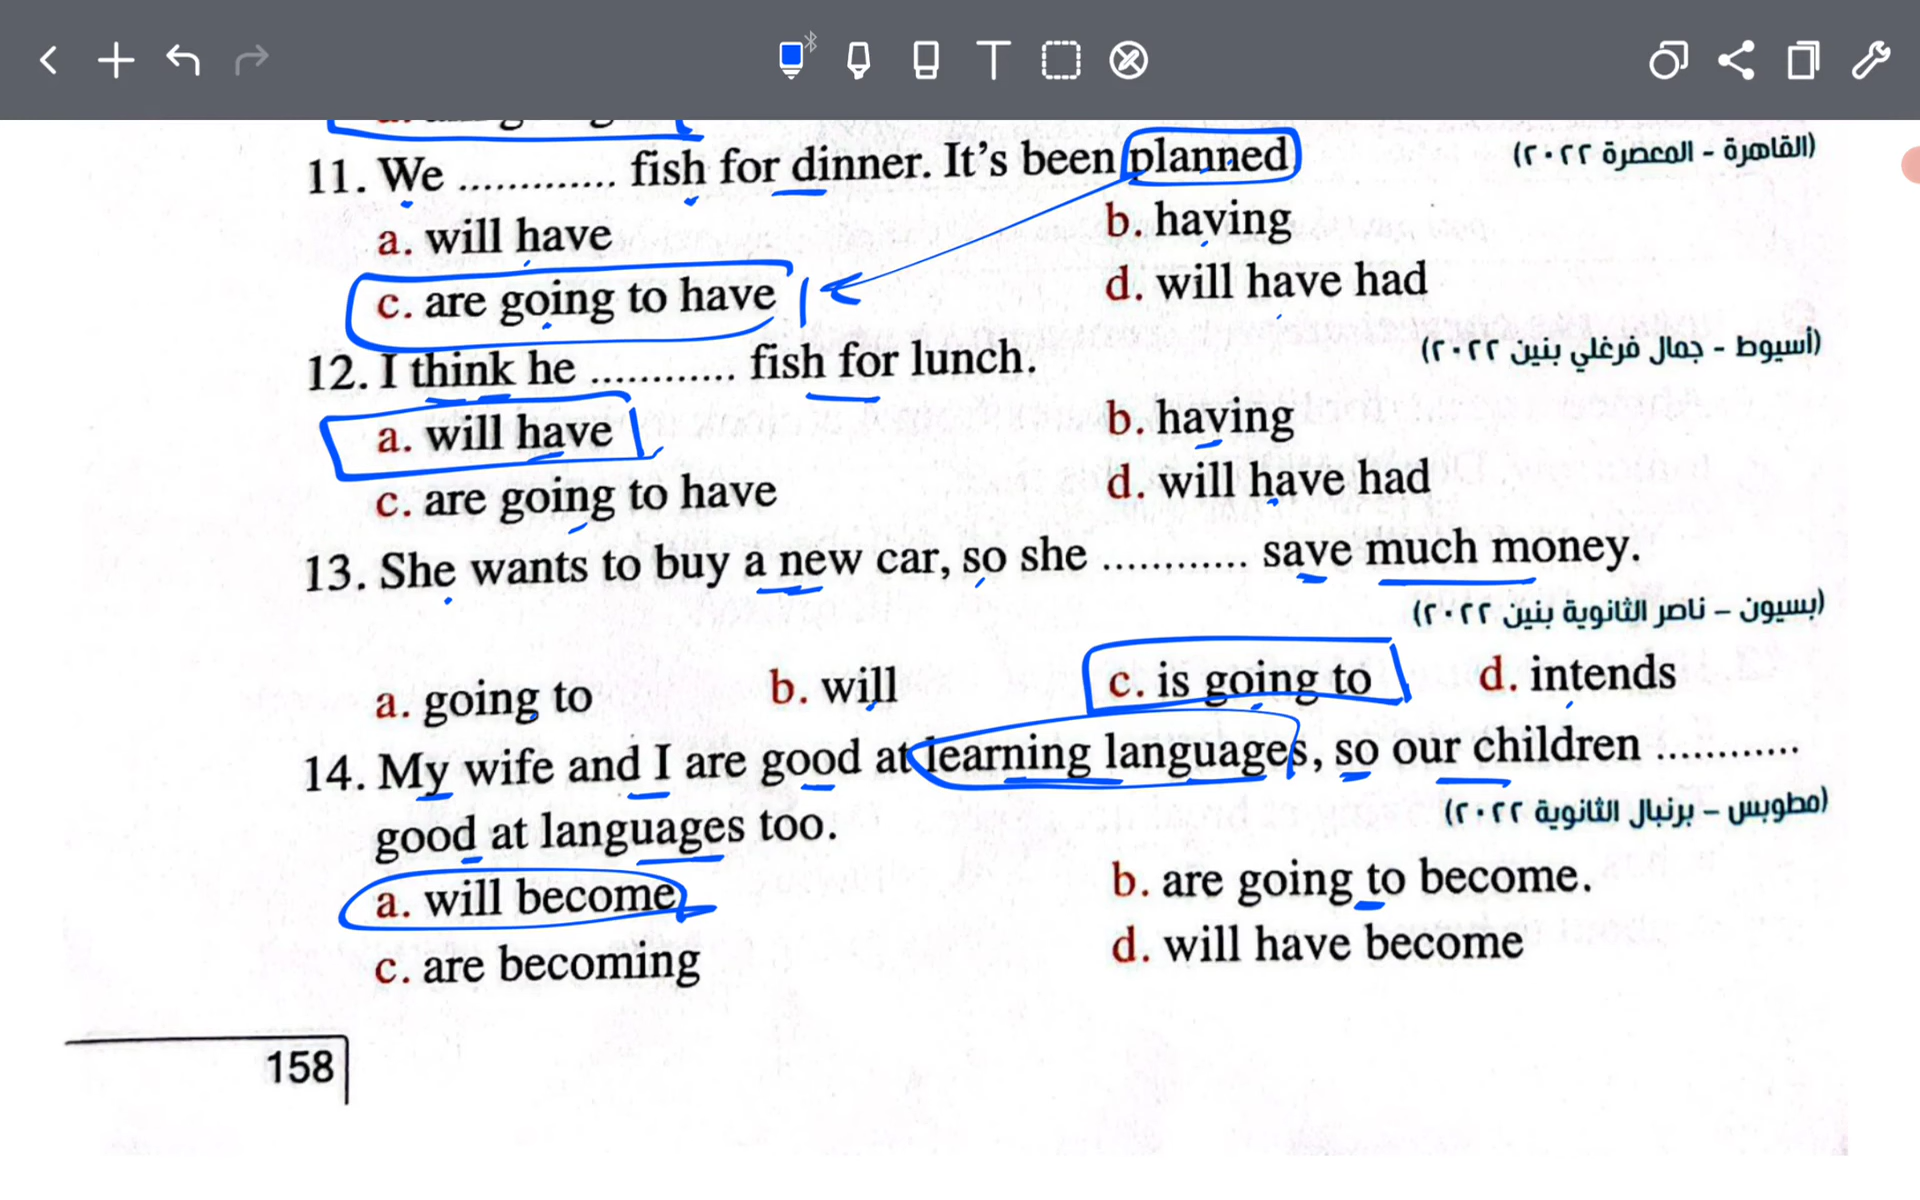 11. We ............. fish for dinner. It's been planned (القاهرة - المعصرة ٢٠٢٢)
a. will have b. having
c. are going to have d. will have had
12. I think he ............ fish for lunch. (أسيوط - جمال فرغلي بنين ٢٠٢٢)
a. will have b. having
c. are going to have d. will have had
13. She wants to buy a new car, so she ............ save much money.
(بسيون – ناصر الثانوية بنين ٢٠٢٢)
a. going to b. will c. is going to d. intends
14. My wife and I are good at learning languages, so our children ............
(مطوبس – برنبال الثانوية ٢٠٢٢)
good at languages too.
a. will become b. are going to become.
c. are becoming d. will have become
158